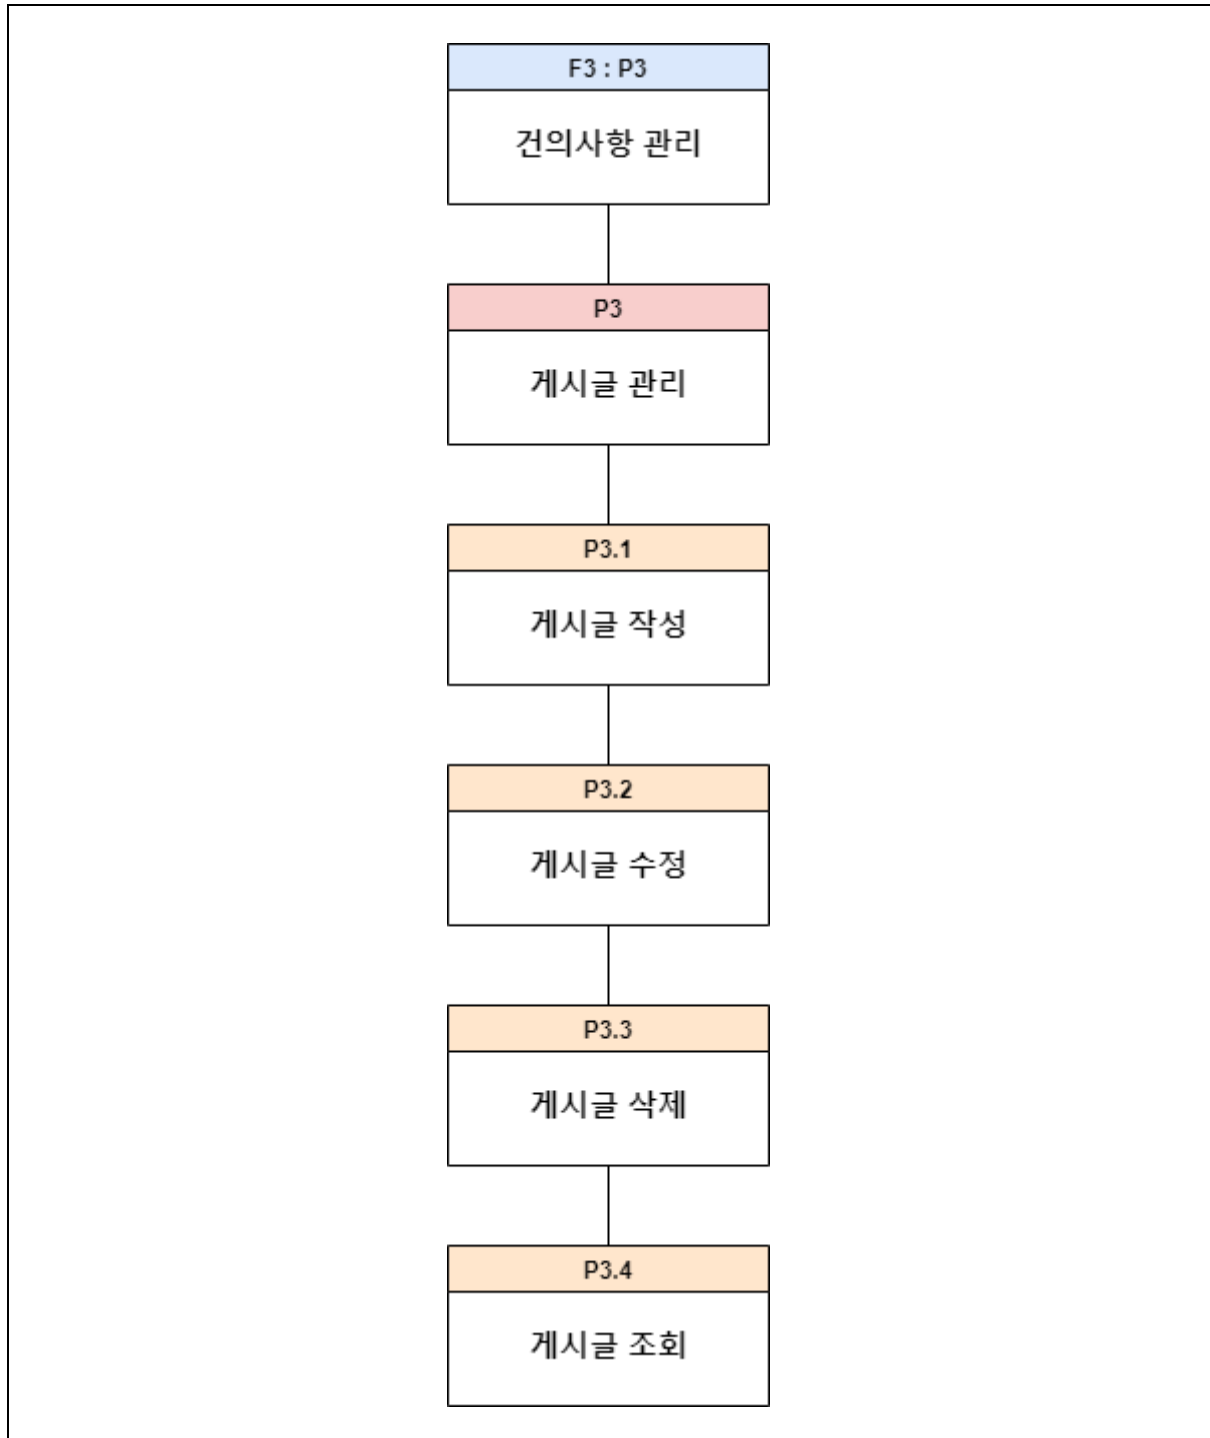 F3 : P3
건의사항 관리
P3
게시글 관리
P3.1
게시글 작성
P3.2
게시글 수정
P3.3
게시글 삭제
P3.4
게시글 조회